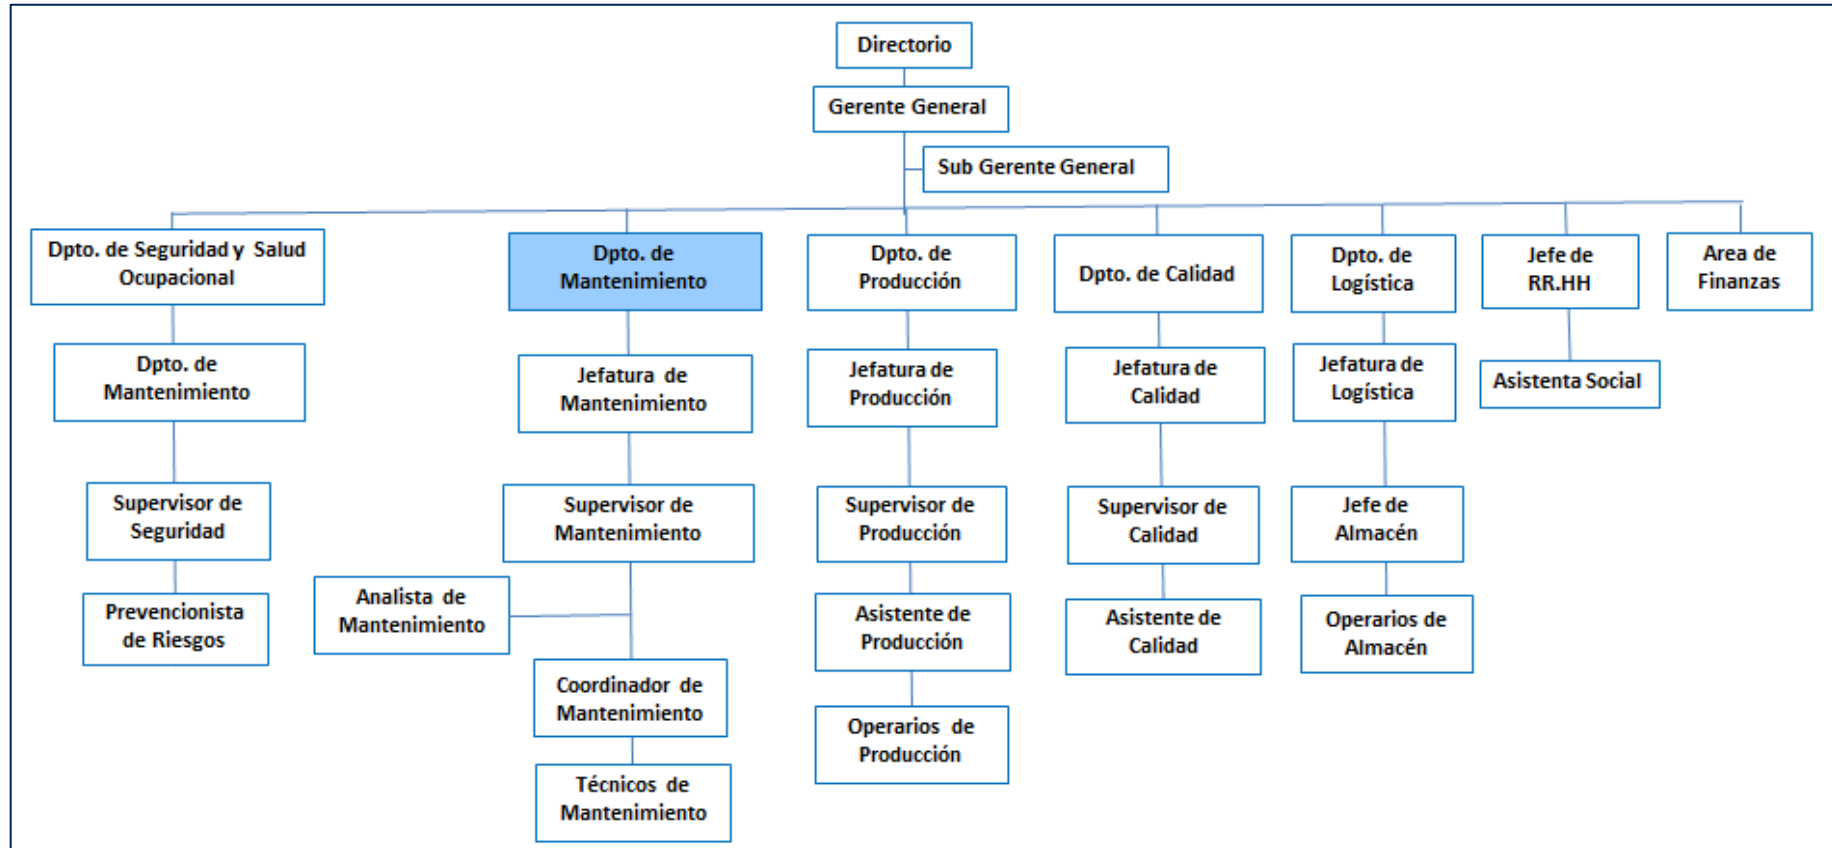 Directorio
Gerente General
Sub Gerente General
Dpto. de Seguridad y Salud
Ocupacional
Dpto. de
Mantenimiento
Dpto. de
Producción
Dpto. de Calidad
Dpto. de
Logística
Jefe de
RR.HH
Area de
Finanzas
Dpto. de
Mantenimiento
Jefatura de
Mantenimiento
Jefatura de
Producción
Jefatura de
Calidad
Jefatura de
Logística
Asistenta Social
Supervisor de
Seguridad
Supervisor de
Mantenimiento
Supervisor de
Producción
Supervisor de
Calidad
Jefe de
Almacén
Prevencionista
de Riesgos
Analista de
Mantenimiento
Asistente de
Producción
Asistente de
Calidad
Operarios de
Almacén
Coordinador de
Mantenimiento
Operarios de
Producción
Técnicos de
Mantenimiento